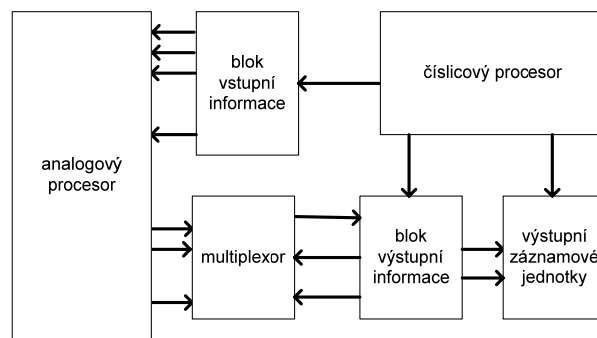 blok
vstupní
informace
číslicový procesor
analogový
procesor
multiplexor
blok
výstupní
informace
výstupní
záznamové
jednotky